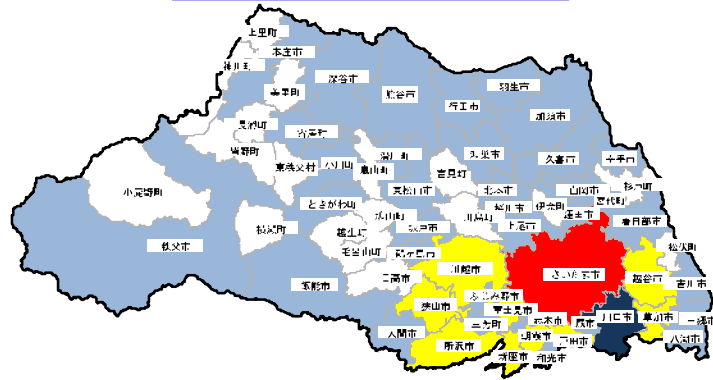 上里町
本庄市
神川町
深谷市
美里町
熊谷市
羽生市
行田市
加須市
長瀞町
寄居町
皆野町
東秩父村
小川町
滑川町
嵐山町
吉見町
鴻巣市
久喜市
幸手市
小鹿野町
東松山市
北本市
白岡市
杉戸町
宮代町
ときがわ町
鳩山町
川島町
桶川市
伊奈町
蓮田市
春日部市
横瀬町
越生町
坂戸市
上尾市
秩父市
毛呂山町
鶴ヶ島市
松伏町
日高市
川越市
さいたま市
越谷市
飯能市
吉川市
狭山市
ふじみ野市
富士見市
入間市
三芳町
志木市
蕨市
川口市
草加市
三郷市
所沢市
朝霞市
戸田市
八潮市
新座市
和光市